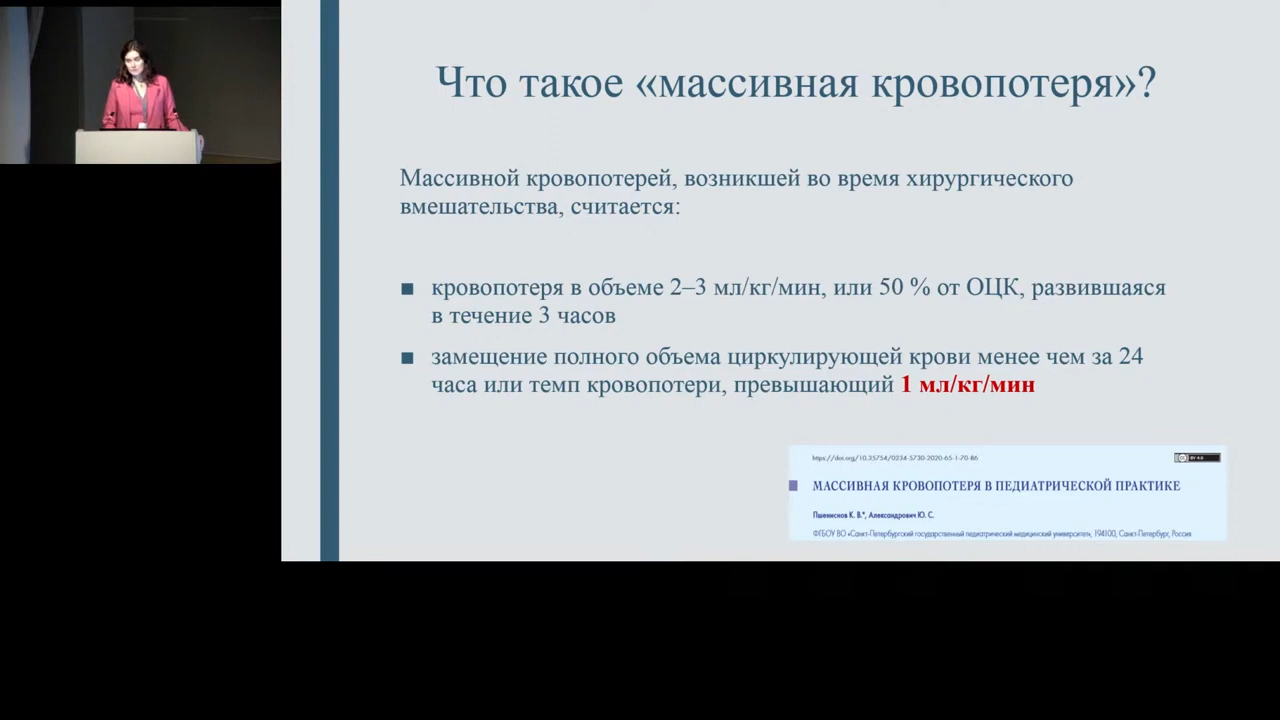 Что такое «массивная кровопотеря»?
Массивной кровопотерей, возникшей во время хирургического
вмешательства, считается:
кровопотеря в объеме 2–3 мл/кг/мин, или 50 % от ОЦК, развившаяся
в течение 3 часов
замещение полного объема циркулирующей крови менее чем за 24
часа или темп кровопотери, превышающий 1 мл/кг/мин
https://doi.org/10.35754/0234-5730-2020-65-1-70-86
BY 4.0
МАССИВНАЯ КРОВОПОТЕРЯ В ПЕДИАТРИЧЕСКОЙ ПРАКТИКЕ
Пшениснов К. В.*, Александрович Ю. С.
ФГБОУ ВО «Санкт-Петербургский государственный педиатрический медицинский университет», 194100, Санкт-Петербург, Россия